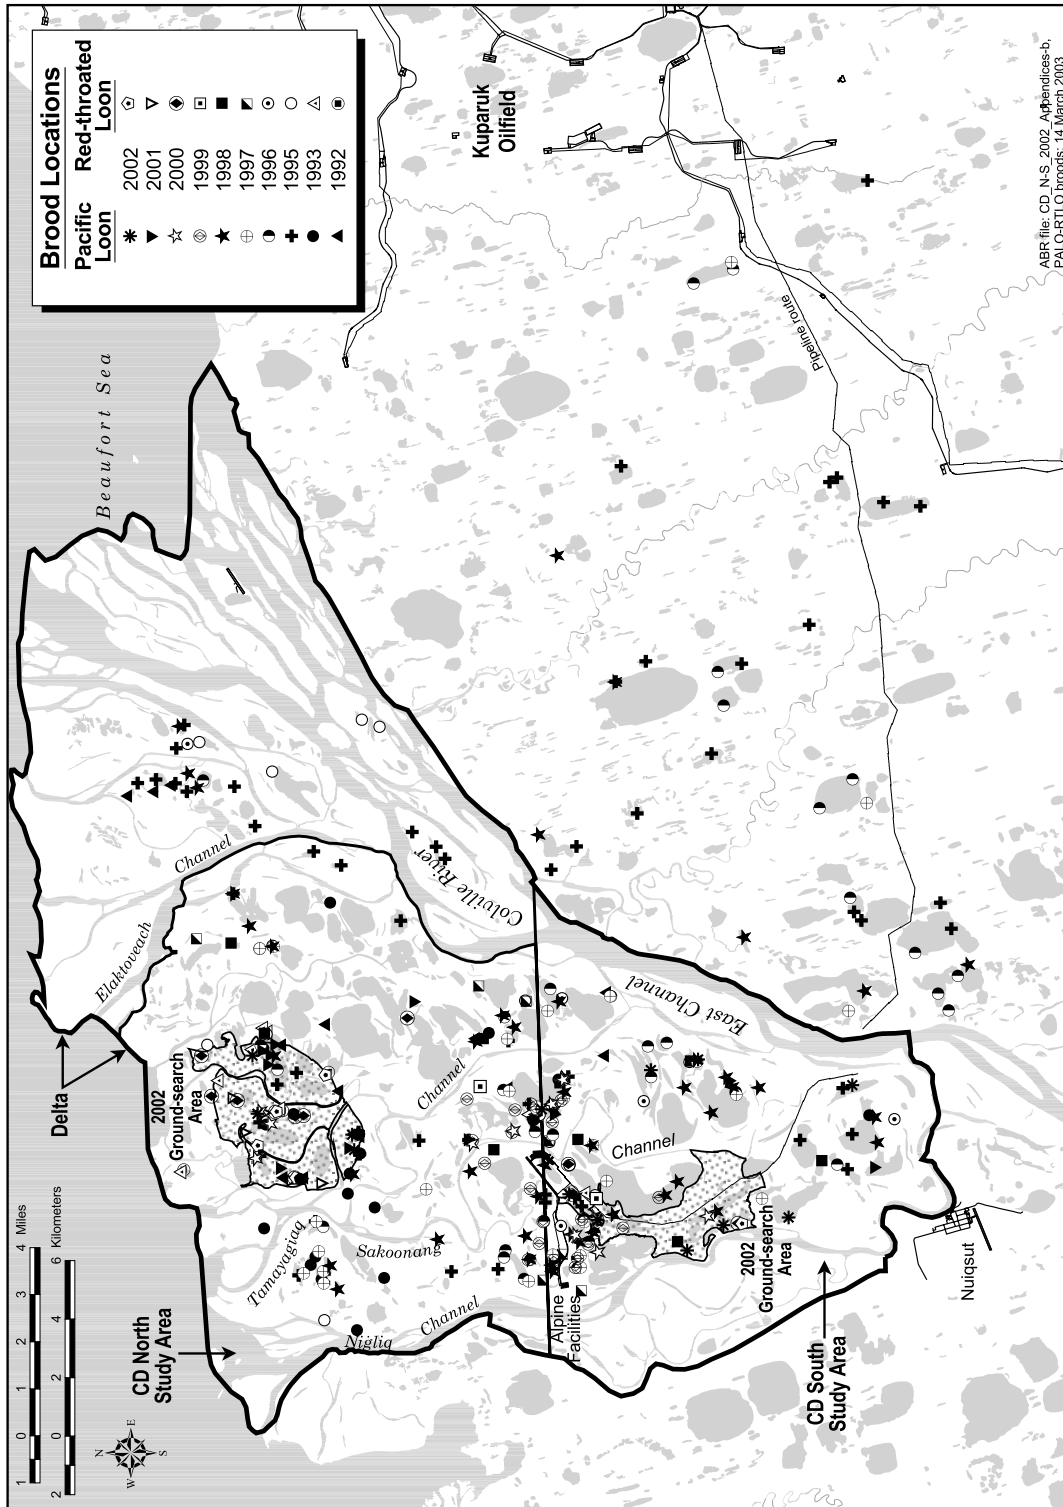 Brood Locations
Pacific Loon
Red-throated Loon
2002
2001
2000
1999
1998
1997
1996
1995
1993
1992
Beaufort Sea
Kuparuk
Oilfield
Pipeline route
Elaktoveach
Channel
Colville River
East Channel
Delta
2002
Ground-search
Area
Channel
Tamayagiaq
Sakoonang
CD North
Study Area
Nigliq
Channel
Alpine
Facilities
Channel
2002
Ground-search
Area
CD South
Study Area
Nuiqsut
1 0 1 2 3 4 Miles
2 0 2 4 6 Kilometers
N
E
S
W
ABR file: CD_N-S_2002_Appendices-b,
PALO-RTLO broods; 14 March 2003